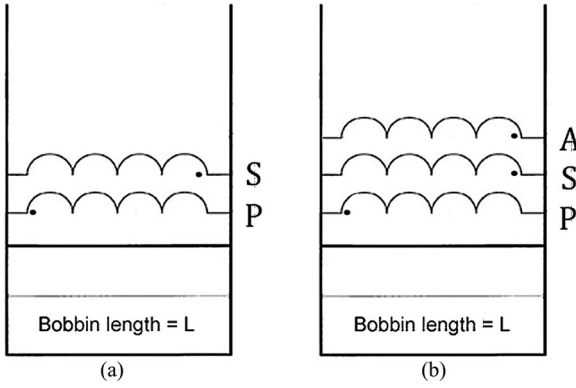 A
S
S
P
P
Bobbin length = L
Bobbin length = L
(a)
(b)